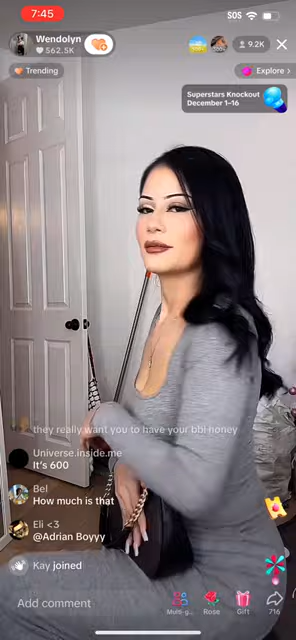 7:45
SOS
Wendolyn
562.5K
9.2K
Trending
Explore >
Superstars Knockout
December 1–16
they really want you to have your bbl honey
Universe.inside.me
It's 600
Bel
How much is that
Eli <3
@Adrian Boyyy
Kay joined
Add comment
Multi-g...
Rose
Gift
716